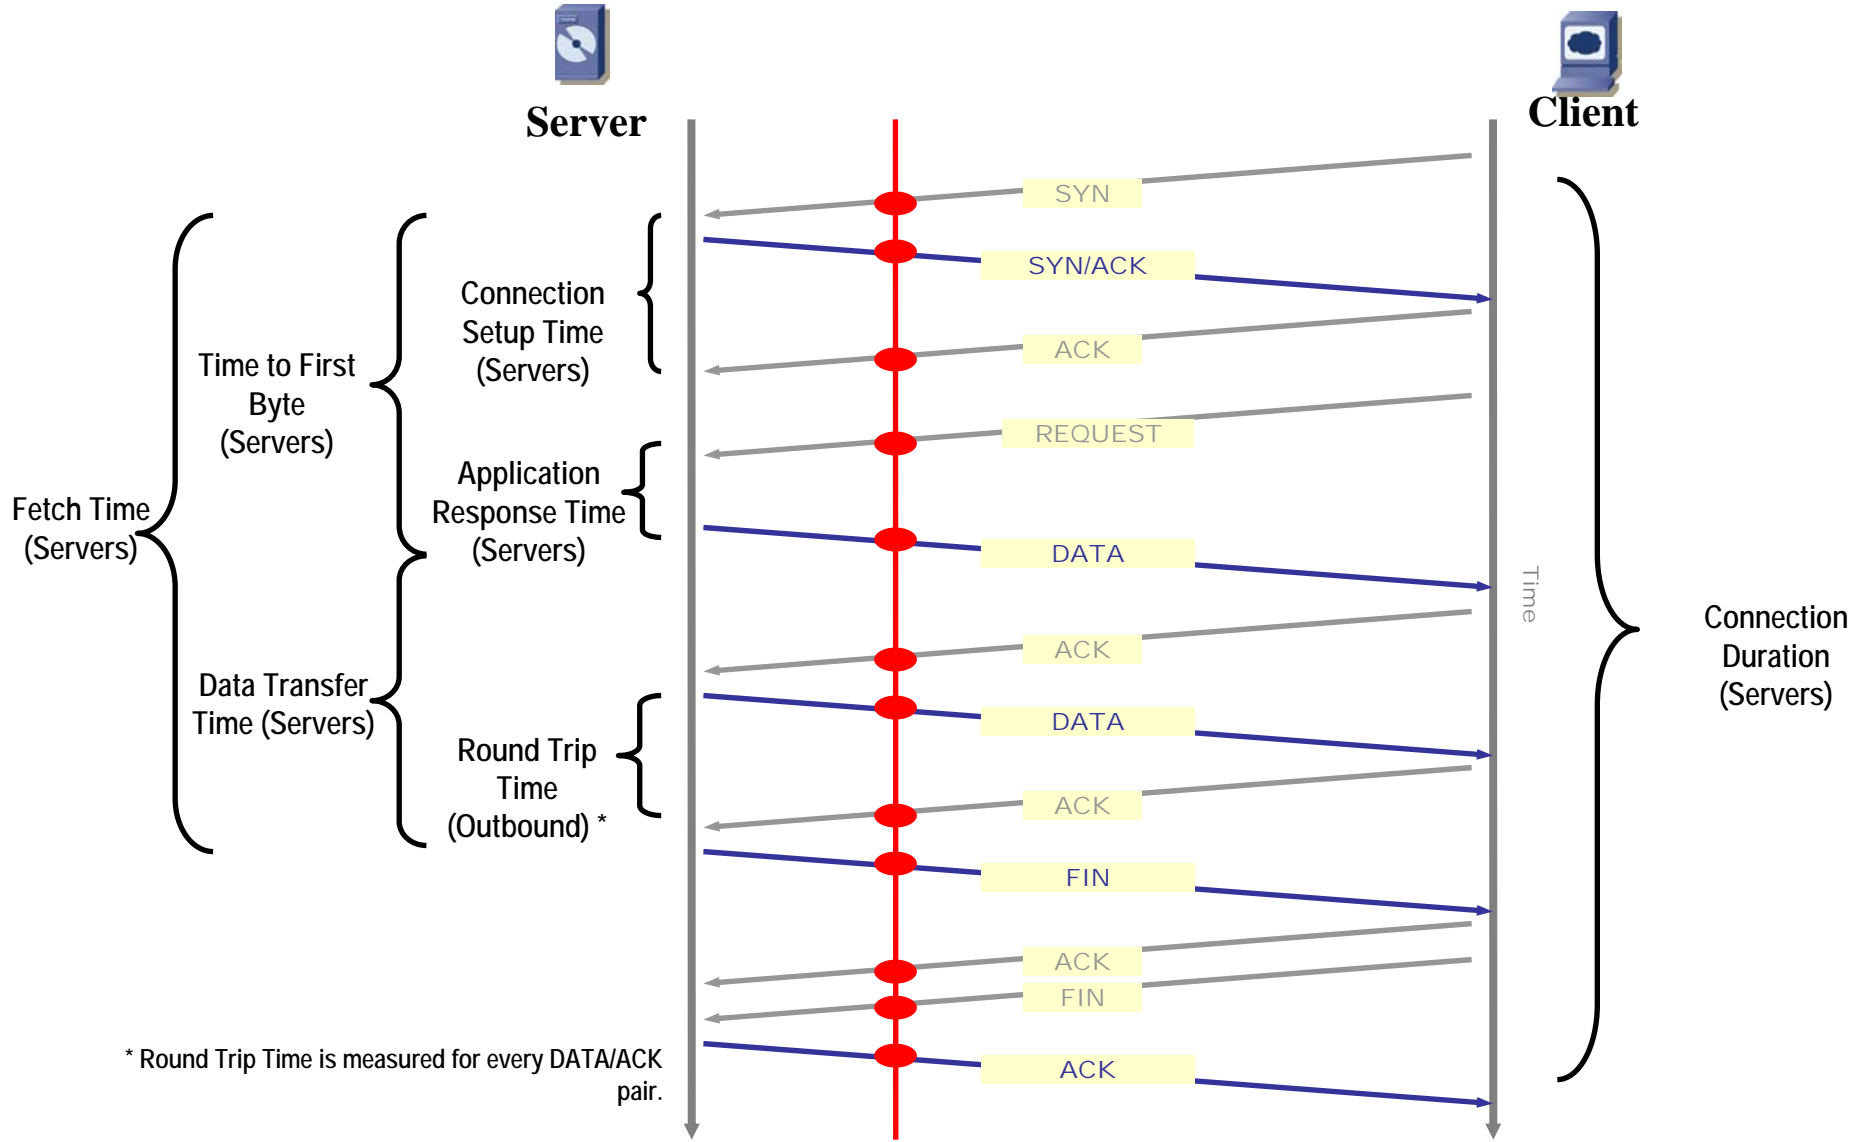 Server
Client
SYN
SYN/ACK
ACK
REQUEST
DATA
ACK
DATA
ACK
FIN
ACK
FIN
ACK
Time
Connection
Setup Time
(Servers)
Time to First
Byte
(Servers)
Application
Response Time
(Servers)
Fetch Time
(Servers)
Data Transfer
Time (Servers)
Round Trip
Time
(Outbound) *
Connection
Duration
(Servers)
* Round Trip Time is measured for every DATA/ACK
pair.